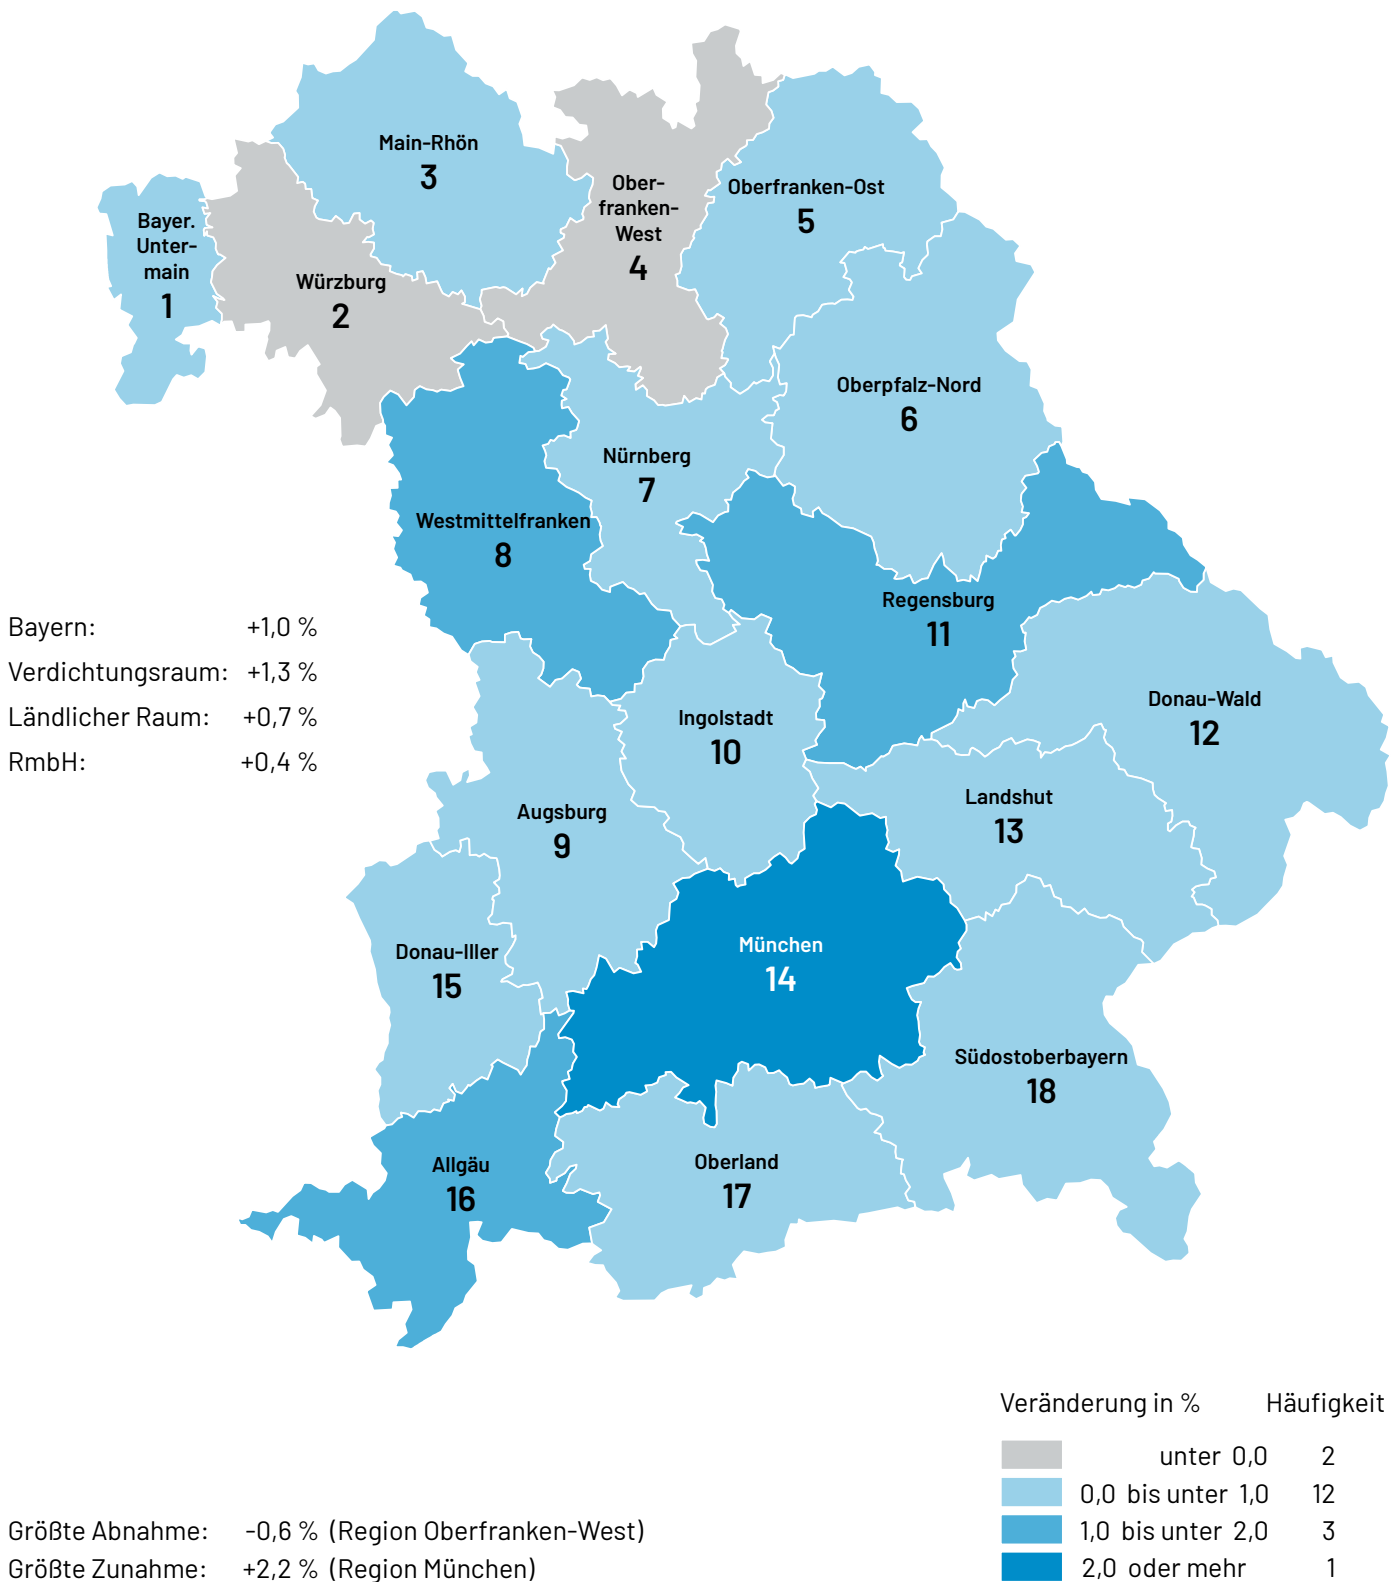 Main-Rhön
3
Ober-
franken-
West
4
Oberfranken-Ost
5
Bayer.
Unter-
main
1
Würzburg
2
Oberpfalz-Nord
6
Nürnberg
7
Westmittelfranken
8
Regensburg
11
Bayern: +1,0 %
Verdichtungsraum: +1,3 %
Ländlicher Raum: +0,7 %
RmbH: +0,4 %
Ingolstadt
10
Donau-Wald
12
Augsburg
9
Landshut
13
München
14
Donau-Iller
15
Südostoberbayern
18
Allgäu
16
Oberland
17
Veränderung in % Häufigkeit
unter 0,0 2
0,0 bis unter 1,0 12
1,0 bis unter 2,0 3
2,0 oder mehr 1
Größte Abnahme: -0,6 % (Region Oberfranken-West)
Größte Zunahme: +2,2 % (Region München)